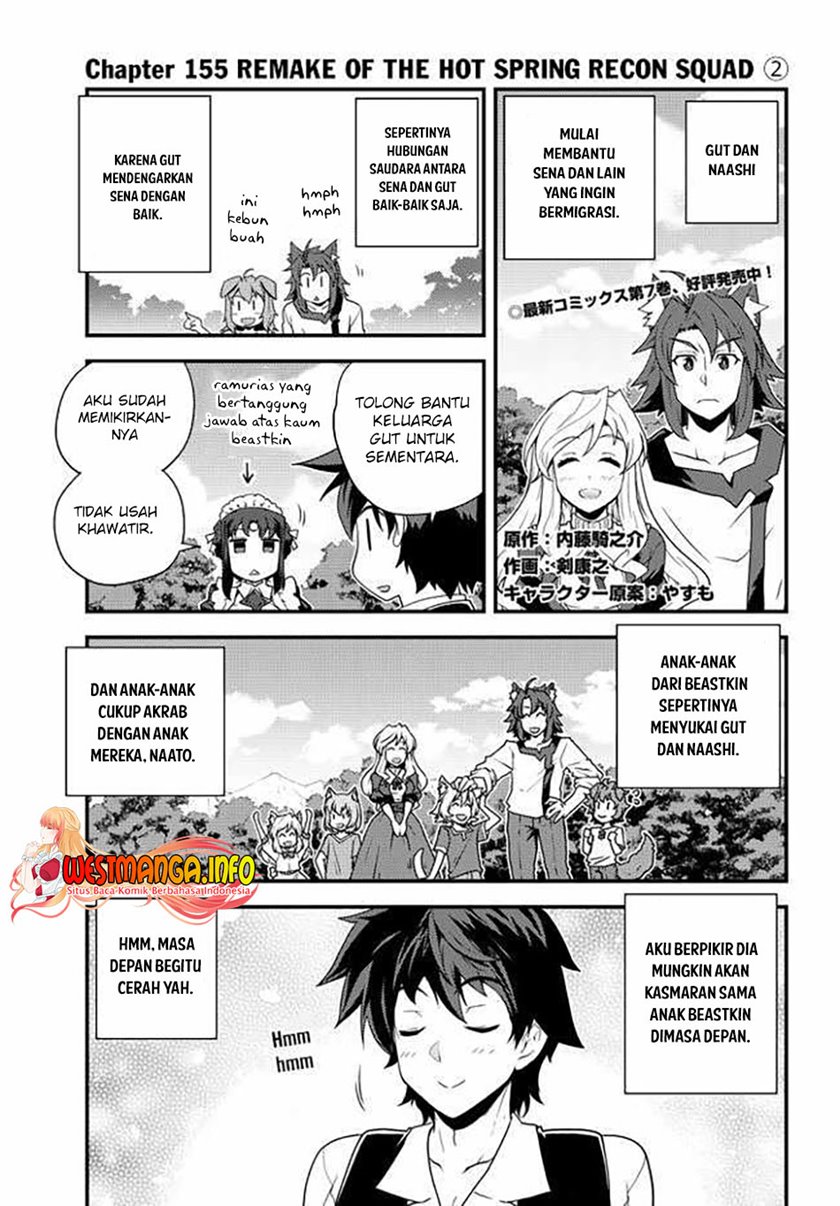 Chapter 155 REMAKE OF THE HOT SPRING RECON SQUAD ②
GUT DAN
NAASHI
MULAI
MEMBANTU
SENA DAN LAIN
YANG INGIN
BERMIGRASI.
◎最新コミックス第7巻、好評発売中!
原作:内藤騎之介
作画:剣康之
キャラクター原案:やすも
SEPERTINYA
HUBUNGAN
SAUDARA ANTARA
SENA DAN GUT
BAIK-BAIK SAJA.
KARENA GUT
MENDENGARKAN
SENA DENGAN
BAIK.
hmph
hmph
ini
kebun
buah
TOLONG BANTU
KELUARGA
GUT UNTUK
SEMENTARA.
ramurias yang
bertanggung
jawab atas kaum
beastkin
AKU SUDAH
MEMIKIRKAN-
NYA
TIDAK USAH
KHAWATIR.
ANAK-ANAK
DARI BEASTKIN
SEPERTINYA
MENYUKAI GUT
DAN NAASHI.
DAN ANAK-ANAK
CUKUP AKRAB
DENGAN ANAK
MEREKA, NAATO.
WESTMANGA.INFO
Situs Baca Komik Berbahasa Indonesia
AKU BERPIKIR DIA
MUNGKIN AKAN
KASMARAN SAMA
ANAK BEASTKIN
DIMASA DEPAN.
HMM, MASA
DEPAN BEGITU
CERAH YAH.
Hmm
hmm